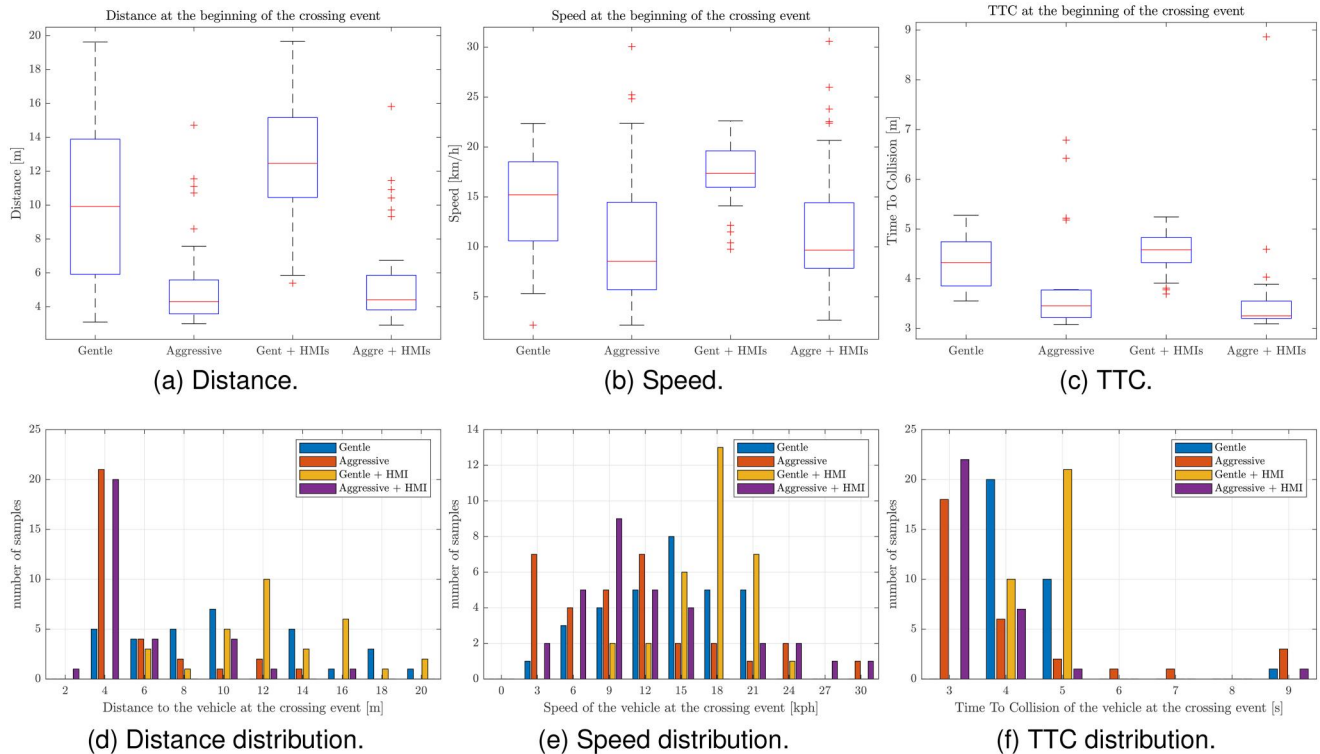 Distance at the beginning of the crossing event
20
18
16
14
12
10
8
6
4
Distance [m]
Gentle
Aggressive
Gent + HMIs
Aggre + HMIs
(a) Distance.
Speed at the beginning of the crossing event
30
25
20
15
10
5
Speed [km/h]
Gentle
Aggressive
Gent + HMIs
Aggre + HMIs
(b) Speed.
TTC at the beginning of the crossing event
9
8
7
6
5
4
3
Time To Collision [m]
Gentle
Aggressive
Gent + HMIs
Aggre + HMIs
(c) TTC.
25
20
15
10
5
0
number of samples
Gentle
Aggressive
Gentle + HMI
Aggressive + HMI
2 4 6 8 10 12 14 16 18 20
Distance to the vehicle at the crossing event [m]
(d) Distance distribution.
14
12
10
8
6
4
2
0
number of samples
Gentle
Aggressive
Gentle + HMI
Aggressive + HMI
0 3 6 9 12 15 18 21 24 27 30
Speed of the vehicle at the crossing event [kph]
(e) Speed distribution.
25
20
15
10
5
0
number of samples
Gentle
Aggressive
Gentle + HMI
Aggressive + HMI
3 4 5 6 7 8 9
Time To Collision of the vehicle at the crossing event [s]
(f) TTC distribution.